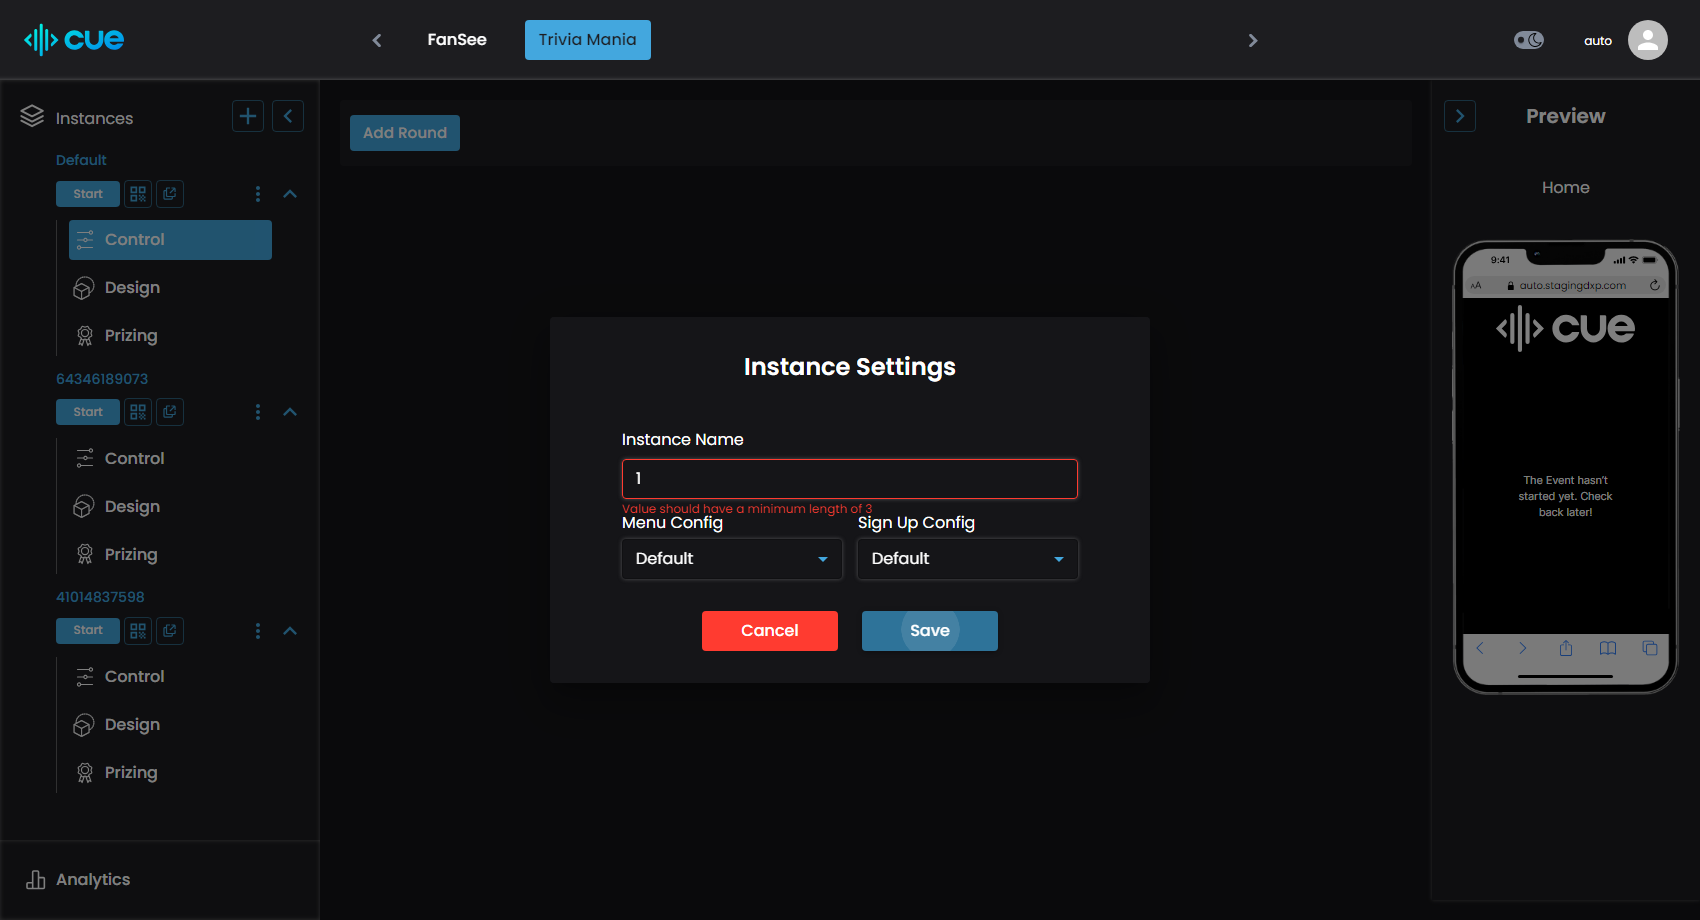 cue
FanSee
Trivia Mania
auto
Instances
Default
Start
Control
Design
Prizing
64346189073
Start
Control
Design
Prizing
41014837598
Start
Control
Design
Prizing
Analytics
Add Round
Instance Settings
Instance Name
1
Value should have a minimum length of 3
Menu Config
Sign Up Config
Default
Default
Cancel
Save
Preview
Home
9:41
AA
auto.stagingdxp.com
cue
The Event hasn't
started yet. Check
back later!